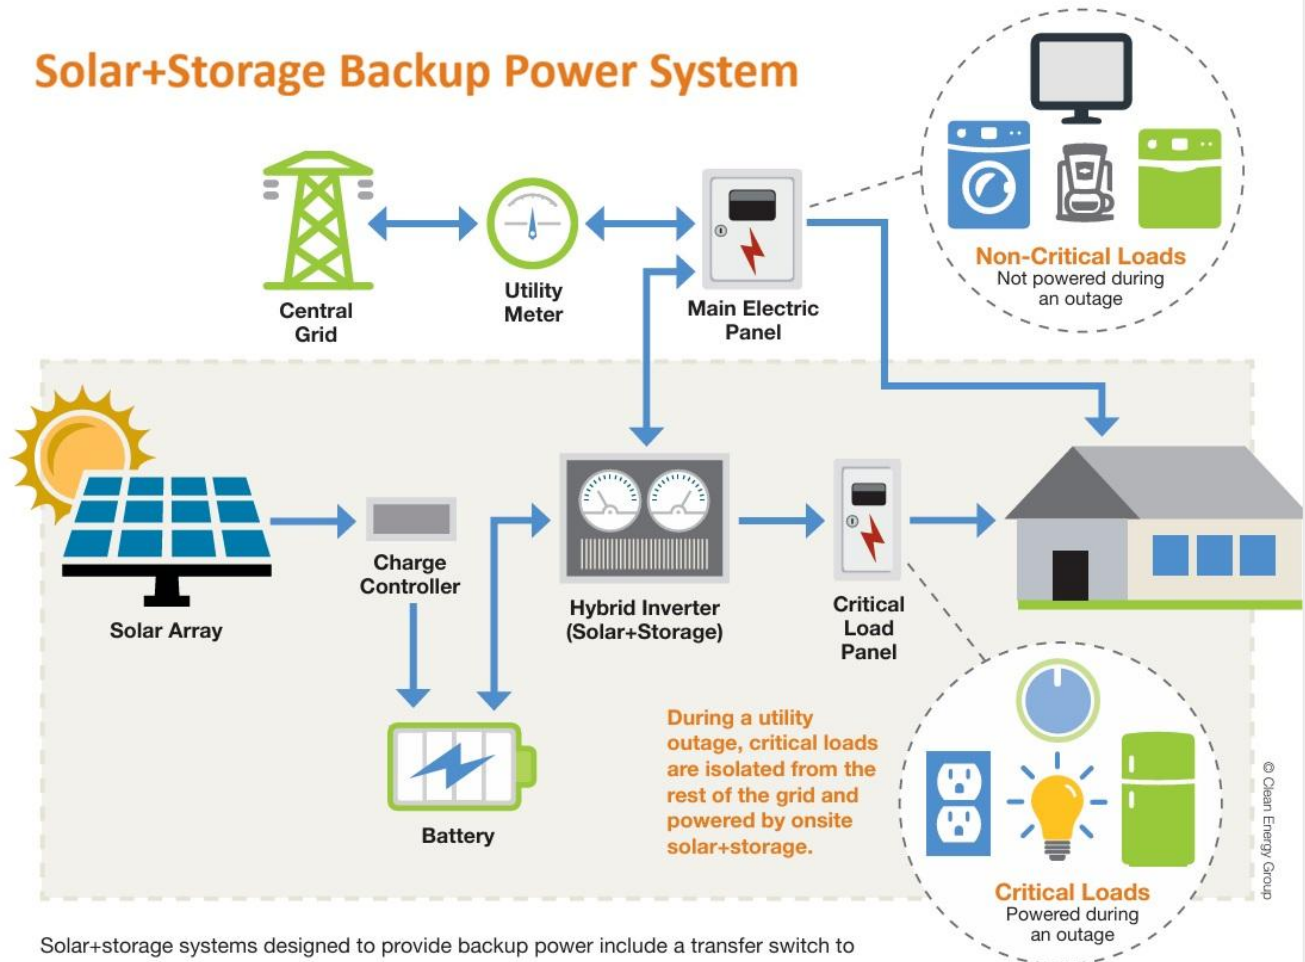 Solar+Storage Backup Power System
Non-Critical Loads
Not powered during
an outage
Central
Grid
Utility
Meter
Main Electric
Panel
Solar Array
Charge
Controller
Hybrid Inverter
(Solar+Storage)
Critical
Load
Panel
Battery
During a utility
outage, critical loads
are isolated from the
rest of the grid and
powered by onsite
solar+storage.
Critical Loads
Powered during
an outage
© Clean Energy Group
Solar+storage systems designed to provide backup power include a transfer switch to